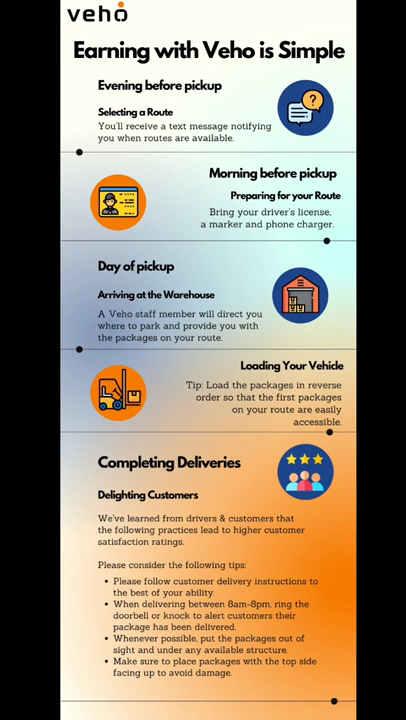 veho
Earning with Veho is Simple
Evening before pickup
Selecting a Route
You'll receive a text message notifying
you when routes are available.
Morning before pickup
Preparing for your Route
Bring your driver's license,
a marker and phone charger.
Day of pickup
Arriving at the Warehouse
A Veho staff member will direct you
where to park and provide you with
the packages on your route.
Loading Your Vehicle
Tip: Load the packages in reverse
order so that the first packages
on your route are easily
accessible.
Completing Deliveries
Delighting Customers
We've learned from drivers & customers that
the following practices lead to higher customer
satisfaction ratings.
Please consider the following tips:
• Please follow customer delivery instructions to
the best of your ability.
• When delivering between 8am-8pm, ring the
doorbell or knock to alert customers their
package has been delivered.
• Whenever possible, put the packages out of
sight and under any available structure.
• Make sure to place packages with the top side
facing up to avoid damage.